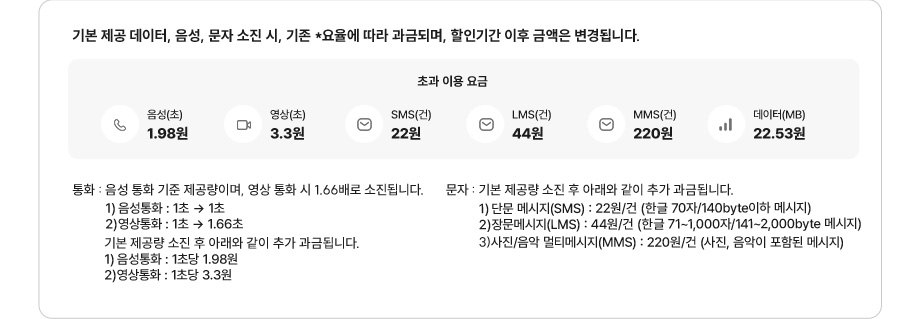 기본 제공 데이터, 음성, 문자 소진 시, 기존 *요율에 따라 과금되며, 할인기간 이후 금액은 변경됩니다.
초과 이용 요금
음성(초)
1.98원
영상(초)
3.3원
SMS(건)
22원
LMS(건)
44원
MMS(건)
220원
데이터(MB)
22.53원
통화 : 음성 통화 기준 제공량이며, 영상 통화 시 1.66배로 소진됩니다.
1) 음성통화 : 1초 → 1초
2)영상통화 : 1초 → 1.66초
기본 제공량 소진 후 아래와 같이 추가 과금됩니다.
1) 음성통화 : 1초당 1.98원
2)영상통화 : 1초당 3.3원
문자 : 기본 제공량 소진 후 아래와 같이 추가 과금됩니다.
1) 단문 메시지(SMS) : 22원/건 (한글 70자/140byte이하 메시지)
2)장문메시지(LMS) : 44원/건 (한글 71~1,000자/141~2,000byte 메시지)
3)사진/음악 멀티메시지(MMS) : 220원/건 (사진, 음악이 포함된 메시지)